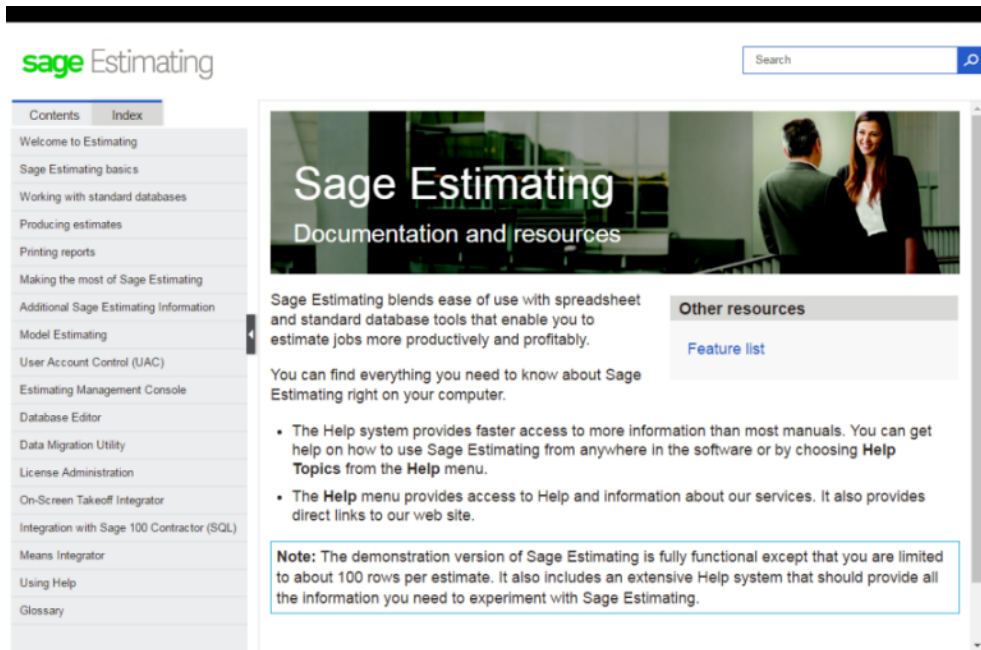 sage Estimating
Search
Contents
Index
Welcome to Estimating
Sage Estimating basics
Working with standard databases
Producing estimates
Printing reports
Making the most of Sage Estimating
Additional Sage Estimating Information
Model Estimating
User Account Control (UAC)
Estimating Management Console
Database Editor
Data Migration Utility
License Administration
On-Screen Takeoff Integrator
Integration with Sage 100 Contractor (SQL)
Means Integrator
Using Help
Glossary
Sage Estimating
Documentation and resources
Sage Estimating blends ease of use with spreadsheet
and standard database tools that enable you to
estimate jobs more productively and profitably.
Other resources
Feature list
You can find everything you need to know about Sage
Estimating right on your computer.
• The Help system provides faster access to more information than most manuals. You can get
help on how to use Sage Estimating from anywhere in the software or by choosing Help
Topics from the Help menu.
• The Help menu provides access to Help and information about our services. It also provides
direct links to our web site.
Note: The demonstration version of Sage Estimating is fully functional except that you are limited
to about 100 rows per estimate. It also includes an extensive Help system that should provide all
the information you need to experiment with Sage Estimating.